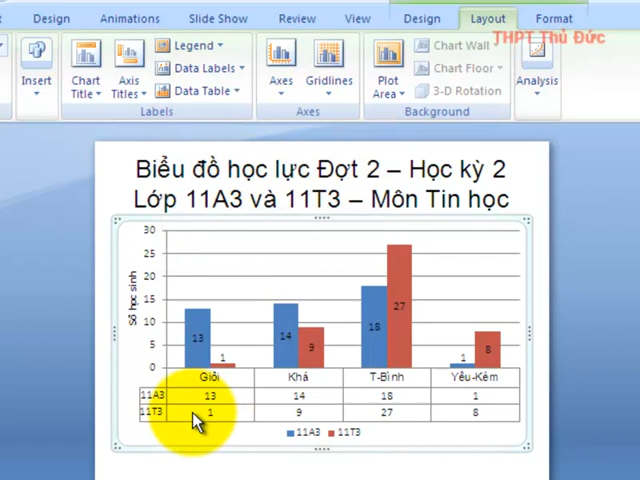 Design Animations Slide Show Review View Design Layout Format
THPT Thủ Đức
Insert Chart Title Axis Titles Legend Axes Gridlines Plot Area Chart Wall Analysis
Data Labels Chart Floor
Data Table 3-D Rotation
Labels Axes Background
Biểu đồ học lực Đợt 2 – Học kỳ 2
Lớp 11A3 và 11T3 – Môn Tin học
Số học sinh
30
25
20
15
10
5
0
13 1 14 9 18 27 1 8
Giỏi Khá T-Bình Yêu-Kém
11A3 13 14 18 1
11T3 1 9 27 8
11A3 11T3